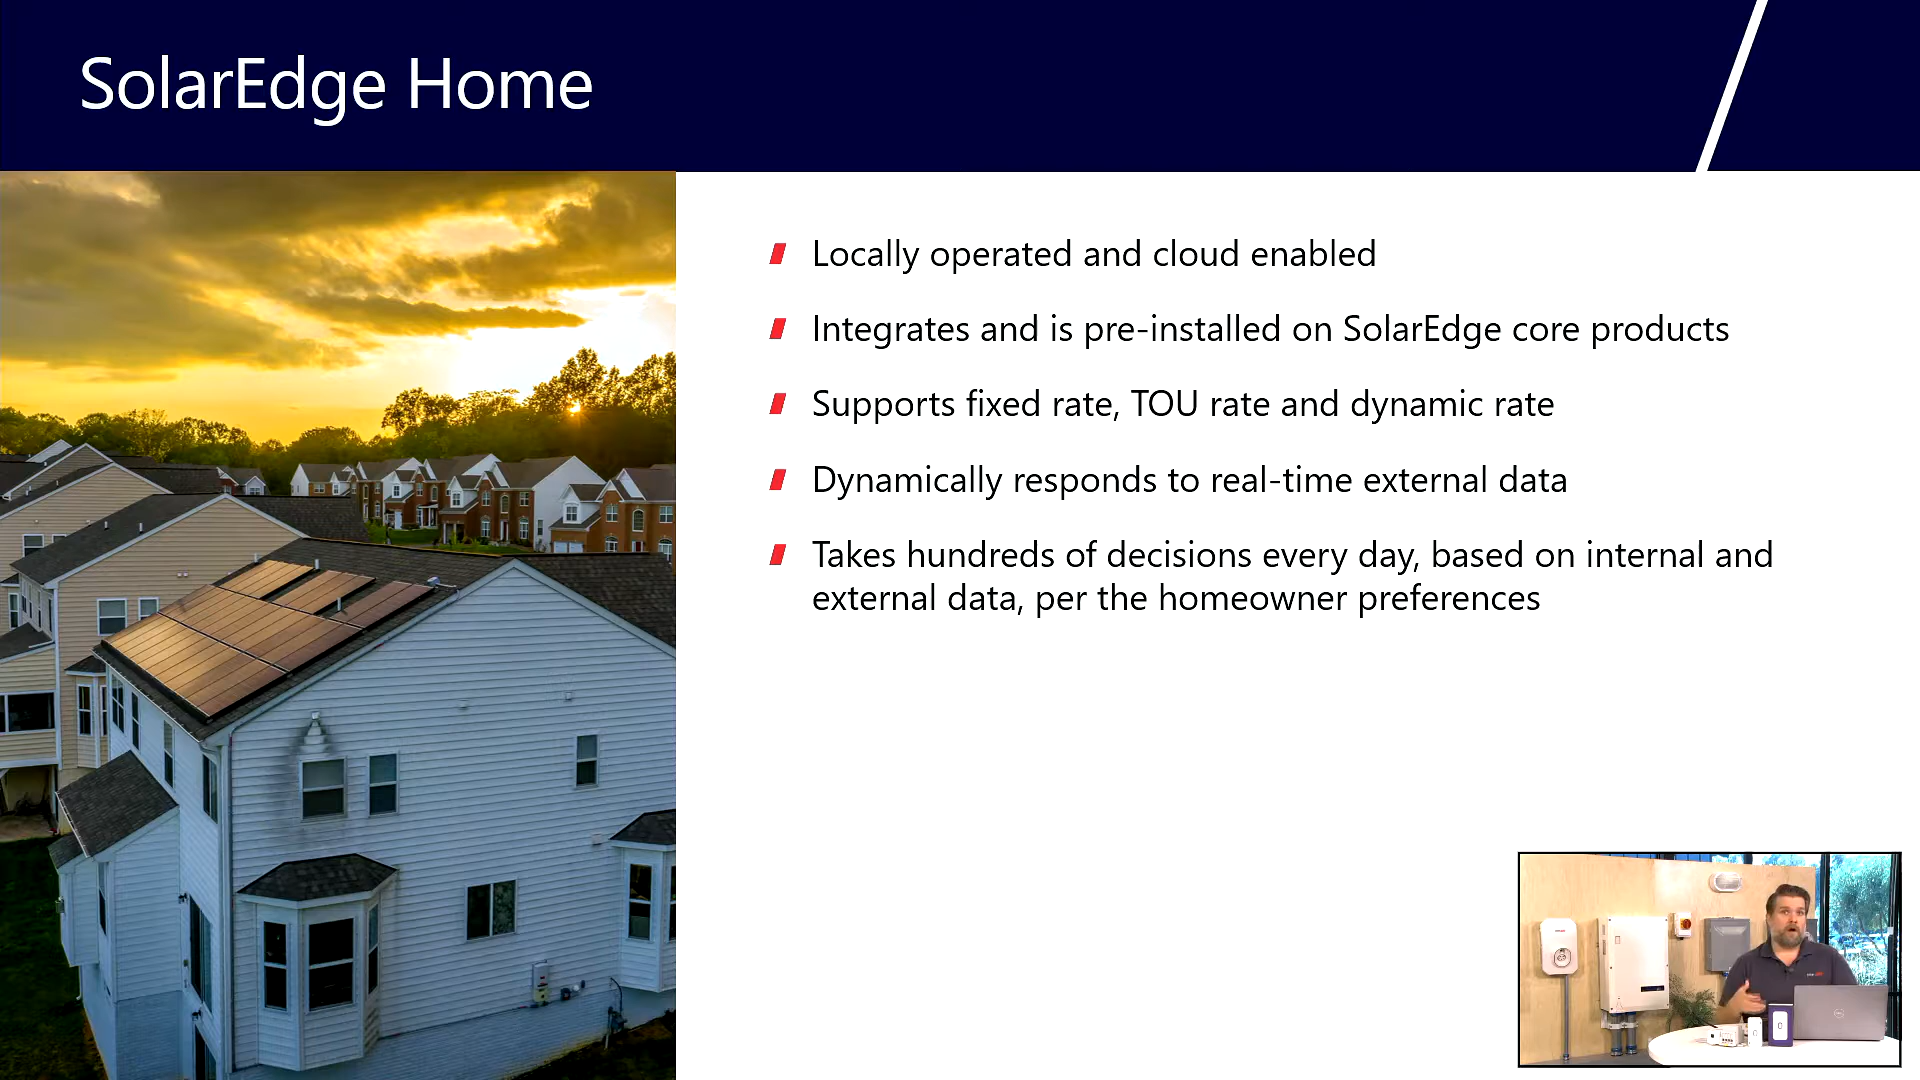 SolarEdge Home
Locally operated and cloud enabled
Integrates and is pre-installed on SolarEdge core products
Supports fixed rate, TOU rate and dynamic rate
Dynamically responds to real-time external data
Takes hundreds of decisions every day, based on internal and
external data, per the homeowner preferences